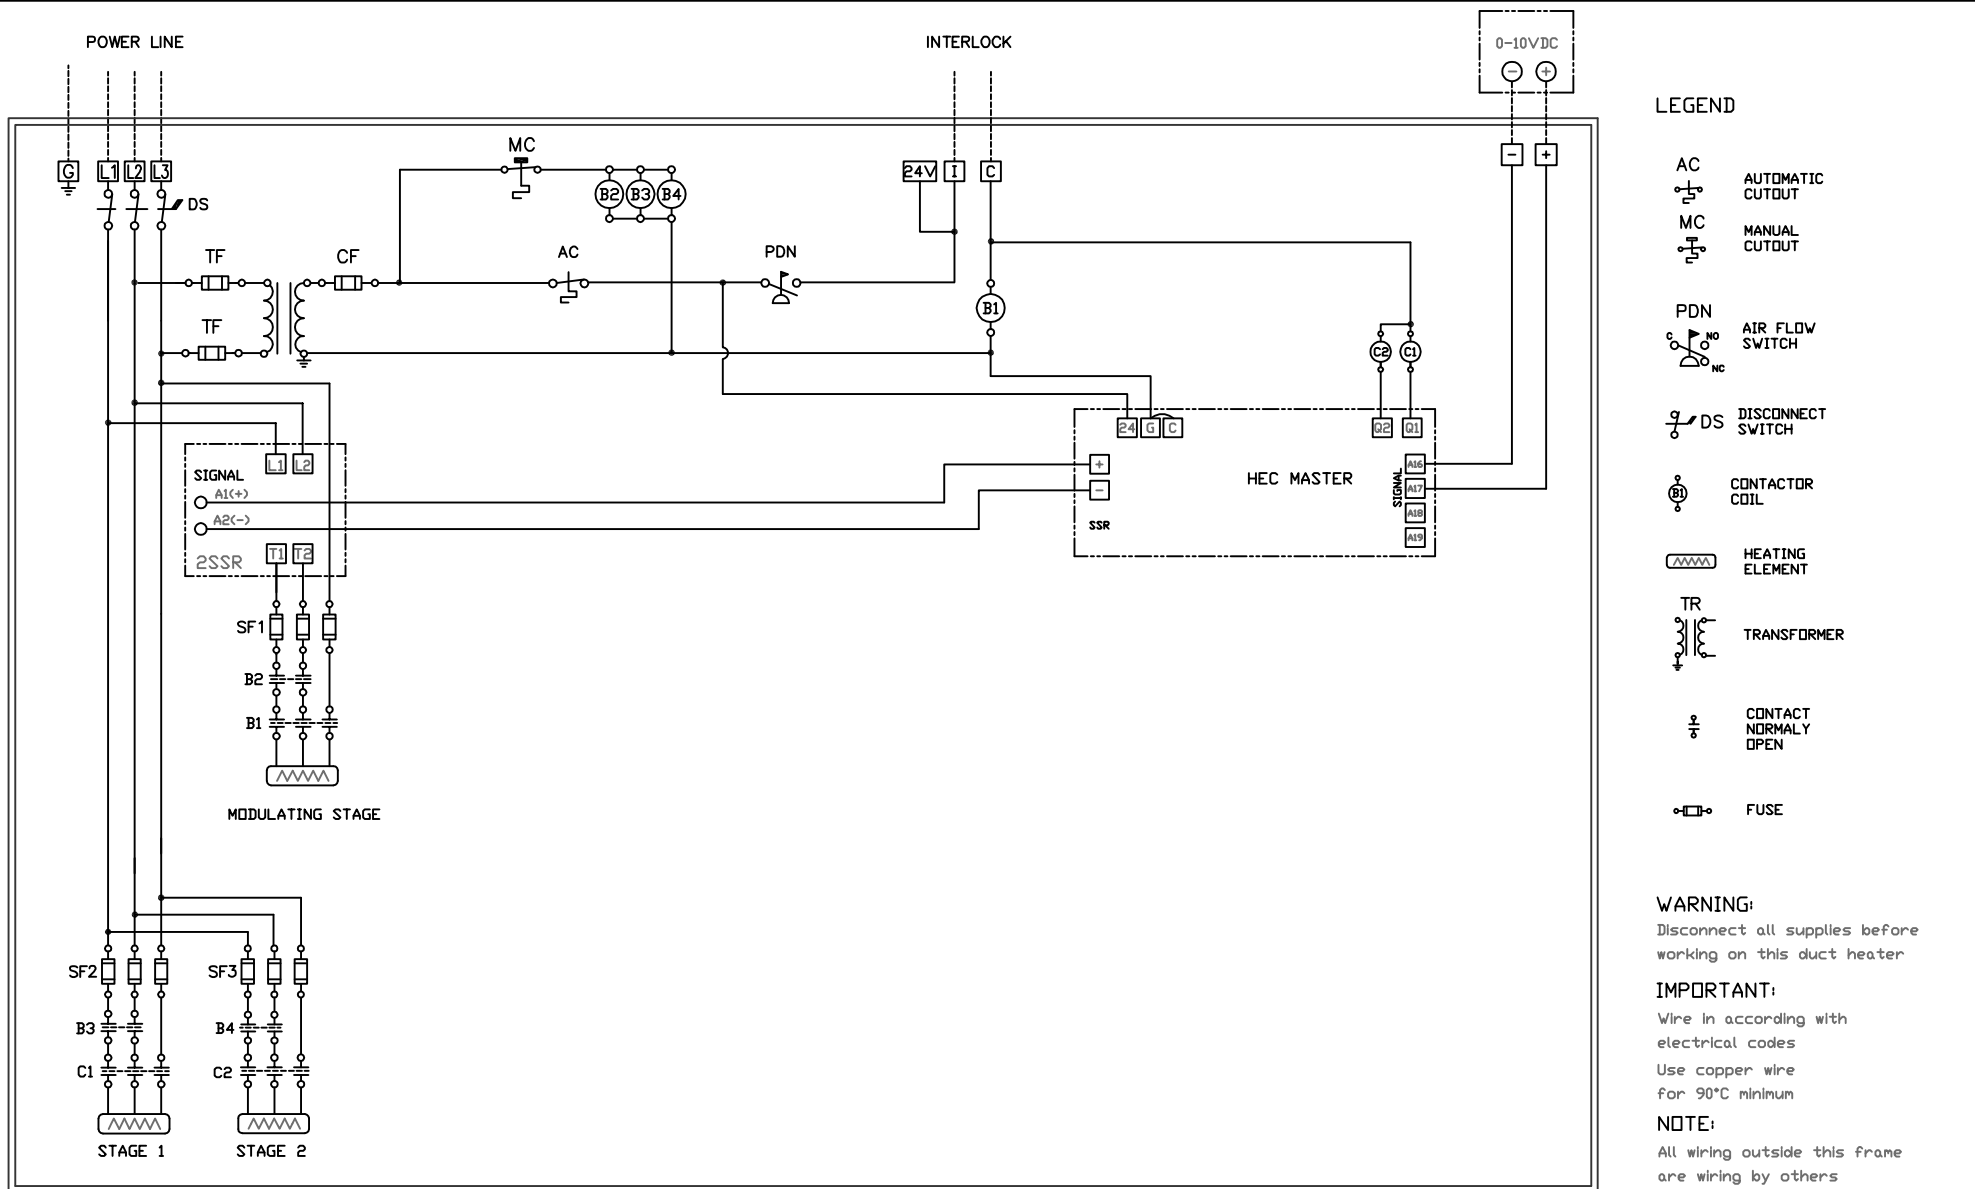 POWER LINE
INTERLOCK
0-10VDC
- +
G L1 L2 L3
DS
MC
B2 B3 B4
24V I C
- +
TF
CF
AC
PDN
B1
TF
C2 C1
24 G C
Q2 Q1
L1 L2
SIGNAL
A1(+)
A2(-)
T1 T2
2SSR
+
-
SSR
HEC MASTER
SIGNAL
A16
A17
A18
A19
SF1
B2
B1
MODULATING STAGE
SF2
SF3
B3
B4
C1
C2
STAGE 1
STAGE 2
LEGEND
AC
AUTOMATIC
CUTOUT
MC
MANUAL
CUTOUT
PDN
C NO
NC
AIR FLOW
SWITCH
DS
DISCONNECT
SWITCH
B1
CONTACTOR
COIL
HEATING
ELEMENT
TR
TRANSFORMER
CONTACT
NORMALY
OPEN
FUSE
WARNING:
Disconnect all supplies before
working on this duct heater
IMPORTANT:
Wire in according with
electrical codes
Use copper wire
for 90°C minimum
NOTE:
All wiring outside this frame
are wiring by others